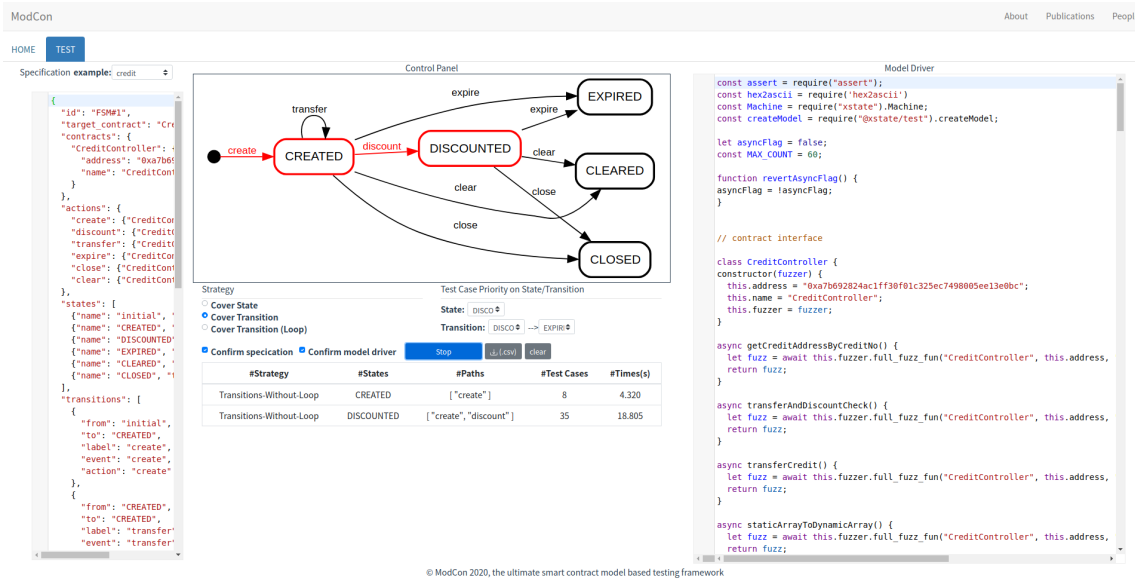 ModCon
About Publications Peopl
HOME TEST
Specification example: credit
{
"id": "FSM#1",
"target_contract": "Cre
"contracts": {
"CreditController":
"address": "0xa7b69
"name": "CreditCont
}
},
"actions": {
"create": {"CreditCon
"discount": {"CreditC
"transfer": {"CreditC
"expire": {"CreditCont
"close": {"CreditCont
"clear": {"CreditCont
},
"states": [
{"name": "initial",
{"name": "CREATED",
{"name": "DISCOUNTED"
{"name": "EXPIRED",
{"name": "CLEARED",
{"name": "CLOSED", "t
],
"transitions": [
{
"from": "initial",
"to": "CREATED",
"label": "create",
"event": "create",
"action": "create"
},
{
"from": "CREATED",
"to": "CREATED",
"label": "transfer"
"event": "transfer"
Control Panel
create
transfer
CREATED
discount
DISCOUNTED
expire
expire
EXPIRED
clear
CLEARED
clear
close
close
CLOSED
Strategy
Cover State
Cover Transition
Cover Transition (Loop)
Test Case Priority on State/Transition
State: DISCO
Transition: DISCO --> EXPIRI
Confirm specication Confirm model driver Stop (.csv) clear
#Strategy #States #Paths #Test Cases #Times(s)
Transitions-Without-Loop CREATED ["create"] 8 4.320
Transitions-Without-Loop DISCOUNTED ["create", "discount"] 35 18.805
Model Driver
const assert = require("assert");
const hex2ascii = require('hex2ascii')
const Machine = require("xstate").Machine;
const createModel = require("@xstate/test").createModel;
let asyncFlag = false;
const MAX_COUNT = 60;
function revertAsyncFlag() {
asyncFlag = !asyncFlag;
}
// contract interface
class CreditController {
constructor(fuzzer) {
this.address = "0xa7b692824ac1ff30f01c325ec7498005ee13e0bc";
this.name = "CreditController";
this.fuzzer = fuzzer;
}
async getCreditAddressByCreditNo() {
let fuzz = await this.fuzzer.full_fuzz_fun("CreditController", this.address,
return fuzz;
}
async transferAndDiscountCheck() {
let fuzz = await this.fuzzer.full_fuzz_fun("CreditController", this.address,
return fuzz;
}
async transferCredit() {
let fuzz = await this.fuzzer.full_fuzz_fun("CreditController", this.address,
return fuzz;
}
async staticArrayToDynamicArray() {
let fuzz = await this.fuzzer.full_fuzz_fun("CreditController", this.address,
return fuzz;
© ModCon 2020, the ultimate smart contract model based testing framework